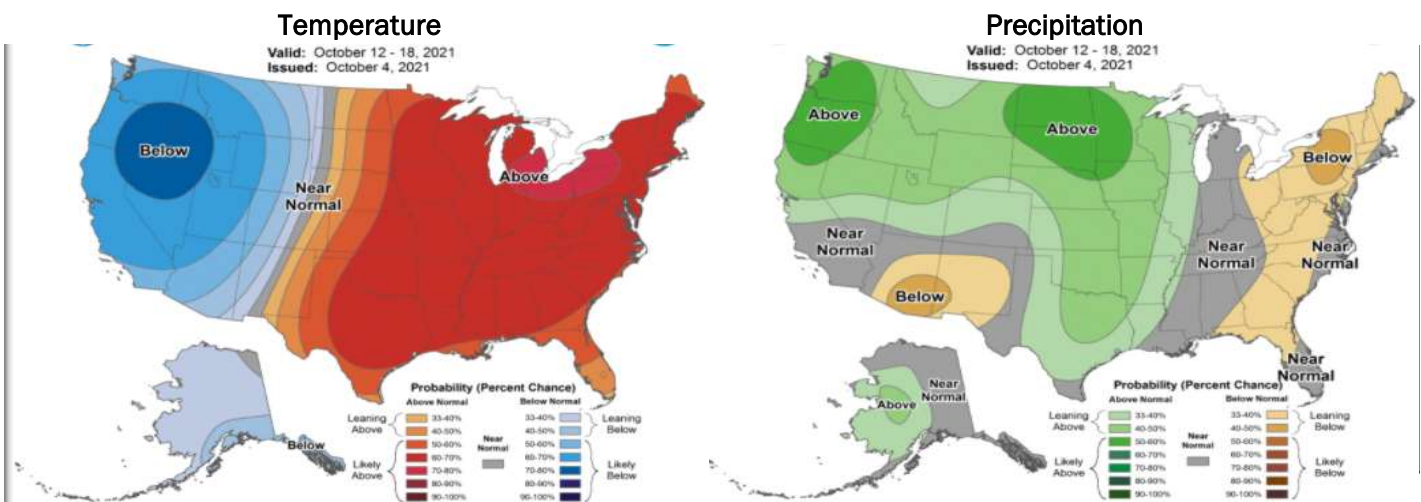 Temperature
Valid: October 12 - 18, 2021
Issued: October 4, 2021
Below
Near
Normal
Above
Below
Probability (Percent Chance)
Above Normal
Below Normal
Leaning
Above
Likely
Above
33-40%
40-50%
50-60%
60-70%
70-80%
80-90%
90-100%
Near
Normal
33-40%
40-50%
50-60%
60-70%
70-80%
80-90%
90-100%
Leaning
Below
Likely
Below
Precipitation
Valid: October 12 - 18, 2021
Issued: October 4, 2021
Above
Above
Below
Near
Normal
Near
Normal
Near
Normal
Below
Near
Normal
Above
Near
Normal
Probability (Percent Chance)
Above Normal
Below Normal
Leaning
Above
Likely
Above
33-40%
40-50%
50-60%
60-70%
70-80%
80-90%
90-100%
Near
Normal
33-40%
40-50%
50-60%
60-70%
70-80%
80-90%
90-100%
Leaning
Below
Likely
Below